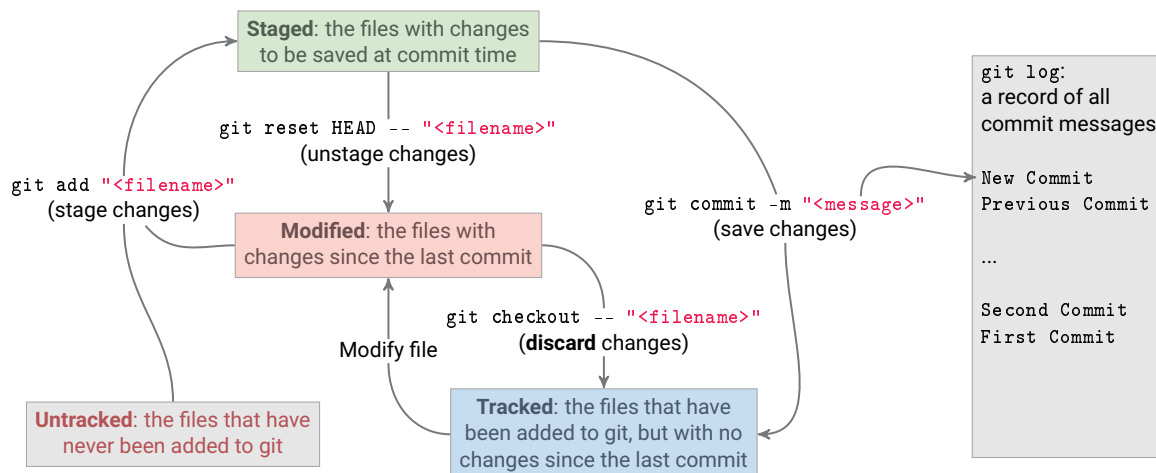 Staged: the files with changes
to be saved at commit time
git reset HEAD -- "<filename>"
(unstage changes)
git add "<filename>"
(stage changes)
Modified: the files with
changes since the last commit
git commit -m "<message>"
(save changes)
git checkout -- "<filename>"
(discard changes)
Modify file
Untracked: the files that have
never been added to git
Tracked: the files that have
been added to git, but with no
changes since the last commit
git log:
a record of all
commit messages
New Commit
Previous Commit
...
Second Commit
First Commit